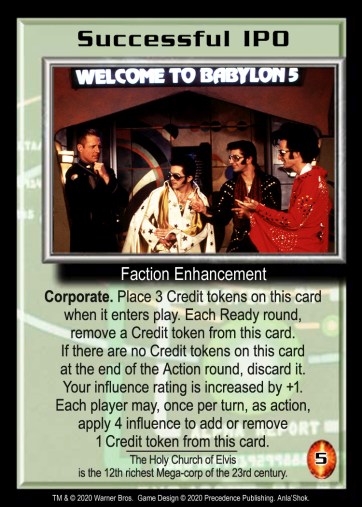 Successful IPO
WELCOME TO BABYLON 5
Faction Enhancement
Corporate. Place 3 Credit tokens on this card
when it enters play. Each Ready round,
remove a Credit token from this card.
If there are no Credit tokens on this card
at the end of the Action round, discard it.
Your influence rating is increased by +1.
Each player may, once per turn, as action,
apply 4 influence to add or remove
1 Credit token from this card.
The Holy Church of Elvis
is the 12th richest Mega-corp of the 23rd century.
5
TM & © 2020 Warner Bros. Game Design © 2020 Precedence Publishing. Anla'Shok.